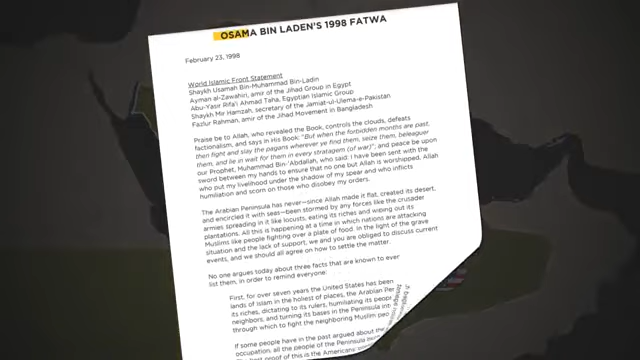 OSAMA BIN LADEN'S 1998 FATWA
February 23, 1998
World Islamic Front Statement
Shaykh Usamah Bin-Muhammad Bin-Ladin
Ayman al-Zawahiri, amir of the Jihad Group in Egypt
Abu-Yasir Rifa'i Ahmad Taha, Egyptian Islamic Group
Shaykh Mir Hamzah, secretary of the Jamiat-ul-Ulema-e-Pakistan
Fazlur Rahman, amir of the Jihad Movement in Bangladesh
Praise be to Allah, who revealed the Book, controls the clouds, defeats
factionalism, and says in His Book: "But when the forbidden months are past,
then fight and slay the pagans wherever ye find them, seize them, beleaguer
them, and lie in wait for them in every stratagem (of war)"; and peace be upon
our Prophet, Muhammad Bin-'Abdallah, who said: I have been sent with the
sword between my hands to ensure that no one but Allah is worshipped, Allah
who put my livelihood under the shadow of my spear and who inflicts
humiliation and scorn on those who disobey my orders.
The Arabian Peninsula has never—since Allah made it flat, created its desert,
and encircled it with seas—been stormed by any forces like the crusader
armies spreading in it like locusts, eating its riches and wiping out its
plantations. All this is happening at a time in which nations are attacking
Muslims like people fighting over a plate of food. In the light of the grave
situation and the lack of support, we and you are obliged to discuss current
events, and we should all agree on how to settle the matter.
No one argues today about three facts that are known to ever
list them, in order to remind everyone:
First, for over seven years the United States has been
lands of Islam in the holiest of places, the Arabian Pe
its riches, dictating to its rulers, humiliating its peop
neighbors, and turning its bases in the Peninsula int
through which to fight the neighboring Muslim peo
If some people have in the past argued about the
occupation, all the people of the Peninsula
proof of this is the Americans'